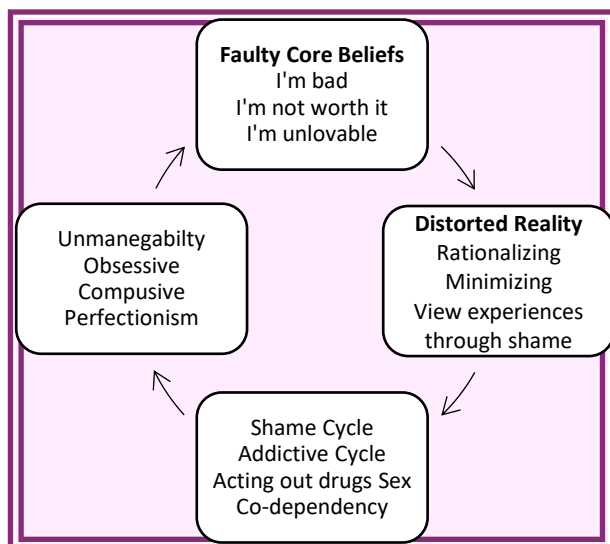 Faulty Core Beliefs
I'm bad
I'm not worth it
I'm unlovable
Distorted Reality
Rationalizing
Minimizing
View experiences
through shame
Shame Cycle
Addictive Cycle
Acting out drugs Sex
Co-dependency
Unmanegabilty
Obsessive
Compusive
Perfectionism